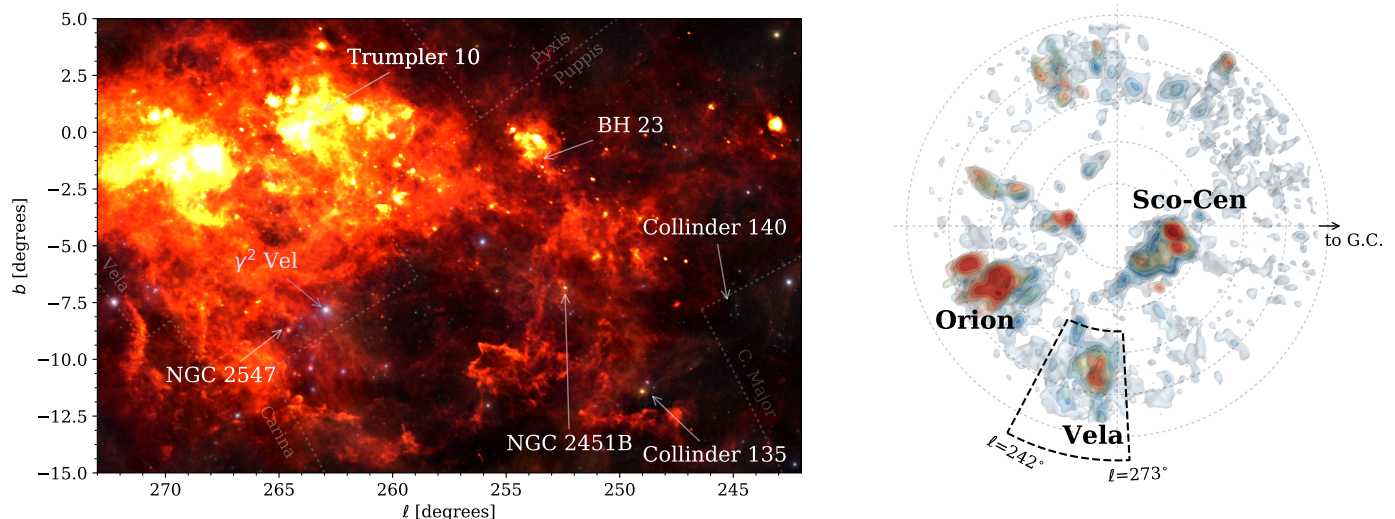 5.0
2.5
0.0
−2.5
−5.0
−7.5
−10.0
−12.5
−15.0
b [degrees]
270
265
260
255
250
245
ℓ [degrees]
Trumpler 10
Pyxis
Puppis
BH 23
Collinder 140
γ² Vel
Vela
NGC 2547
Carina
NGC 2451B
C. Major
Collinder 135
Sco-Cen
to G.C.
Orion
Vela
ℓ=242°
ℓ=273°